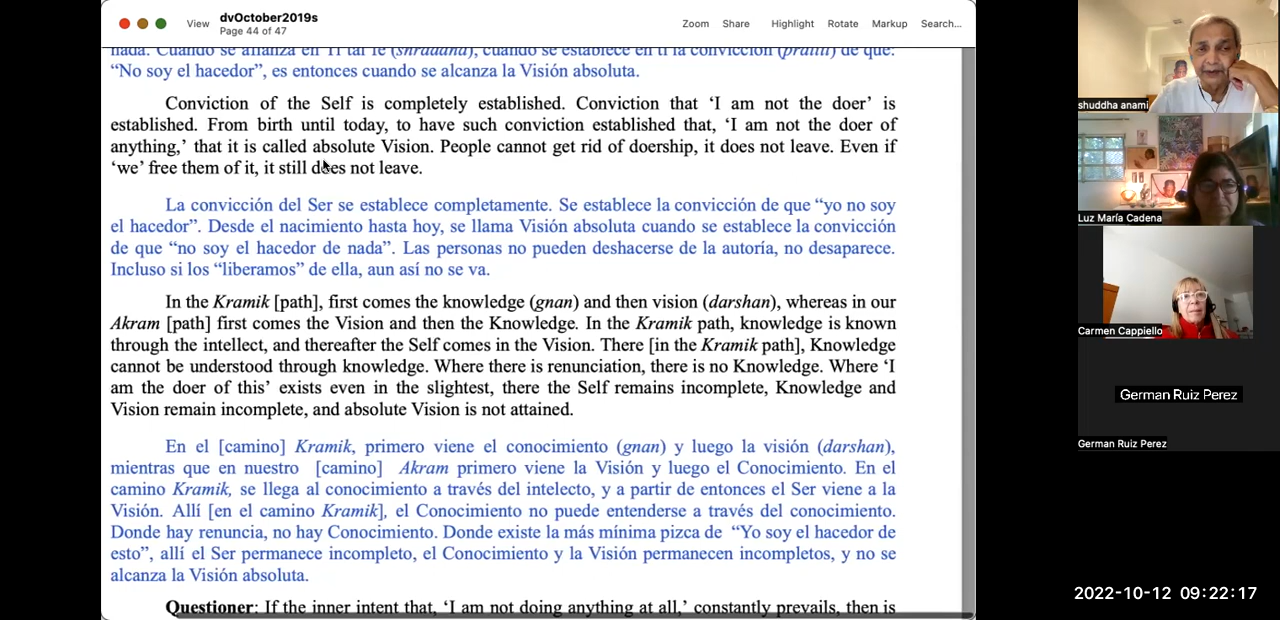 View
dvOctober2019s
Page 44 of 47
Zoom
Share
Highlight
Rotate
Markup
Search...
nada. Cuando se afianza en Ti tal fe (shraddha), cuando se establece en ti la convicción (pratiti) de que:
“No soy el hacedor”, es entonces cuando se alcanza la Visión absoluta.
Conviction of the Self is completely established. Conviction that ‘I am not the doer’ is
established. From birth until today, to have such conviction established that, ‘I am not the doer of
anything,’ that it is called absolute Vision. People cannot get rid of doership, it does not leave. Even if
‘we’ free them of it, it still does not leave.
La convicción del Ser se establece completamente. Se establece la convicción de que “yo no soy
el hacedor”. Desde el nacimiento hasta hoy, se llama Visión absoluta cuando se establece la convicción
de que “no soy el hacedor de nada”. Las personas no pueden deshacerse de la autoría, no desaparece.
Incluso si los “liberamos” de ella, aun así no se va.
In the Kramik [path], first comes the knowledge (gnan) and then vision (darshan), whereas in our
Akram [path] first comes the Vision and then the Knowledge. In the Kramik path, knowledge is known
through the intellect, and thereafter the Self comes in the Vision. There [in the Kramik path], Knowledge
cannot be understood through knowledge. Where there is renunciation, there is no Knowledge. Where ‘I
am the doer of this’ exists even in the slightest, there the Self remains incomplete, Knowledge and
Vision remain incomplete, and absolute Vision is not attained.
En el [camino] Kramik, primero viene el conocimiento (gnan) y luego la visión (darshan),
mientras que en nuestro [camino] Akram primero viene la Visión y luego el Conocimiento. En el
camino Kramik, se llega al conocimiento a través del intelecto, y a partir de entonces el Ser viene a la
Visión. Allí [en el camino Kramik], el Conocimiento no puede entenderse a través del conocimiento.
Donde hay renuncia, no hay Conocimiento. Donde existe la más mínima pizca de “Yo soy el hacedor de
esto”, allí el Ser permanece incompleto, el Conocimiento y la Visión permanecen incompletos, y no se
alcanza la Visión absoluta.
Questioner: If the inner intent that, ‘I am not doing anything at all,’ constantly prevails, then is
shuddha anami
Luz María Cadena
Carmen Cappiello
German Ruiz Perez
German Ruiz Perez
2022-10-12 09:22:17